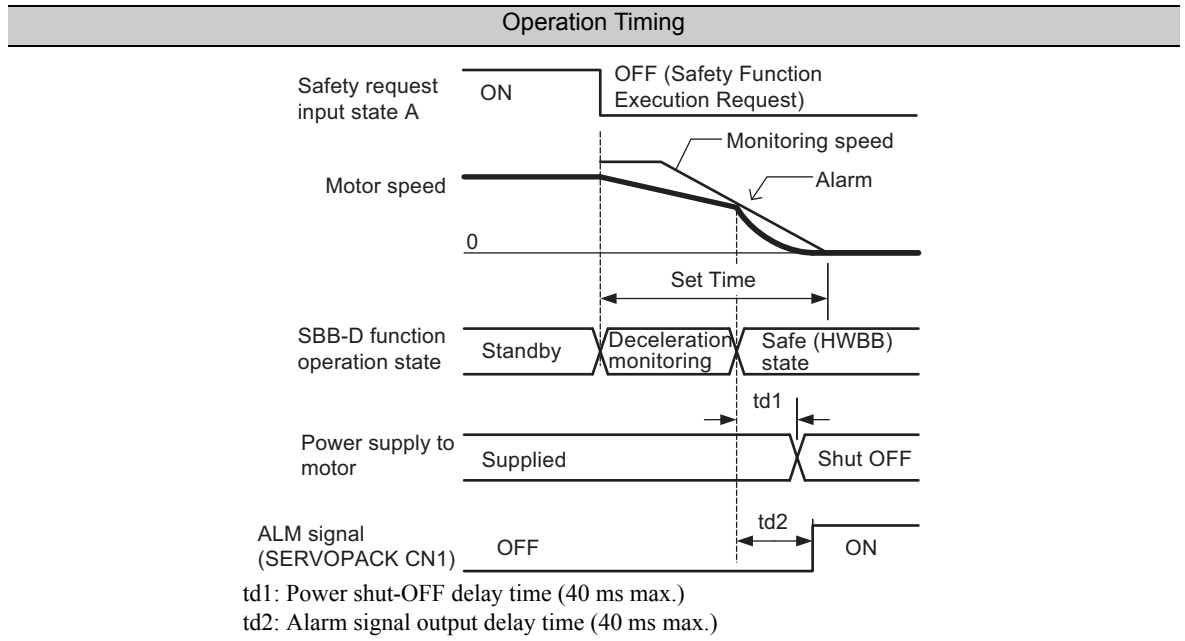 Operation Timing
Safety request
input state A
ON
OFF (Safety Function
Execution Request)
Monitoring speed
Alarm
Motor speed
0
Set Time
SBB-D function
operation state
Standby
Deceleration
monitoring
Safe (HWBB)
state
td1
Power supply to
motor
Supplied
Shut OFF
td2
ALM signal
(SERVOPACK CN1)
OFF
ON
td1: Power shut-OFF delay time (40 ms max.)
td2: Alarm signal output delay time (40 ms max.)